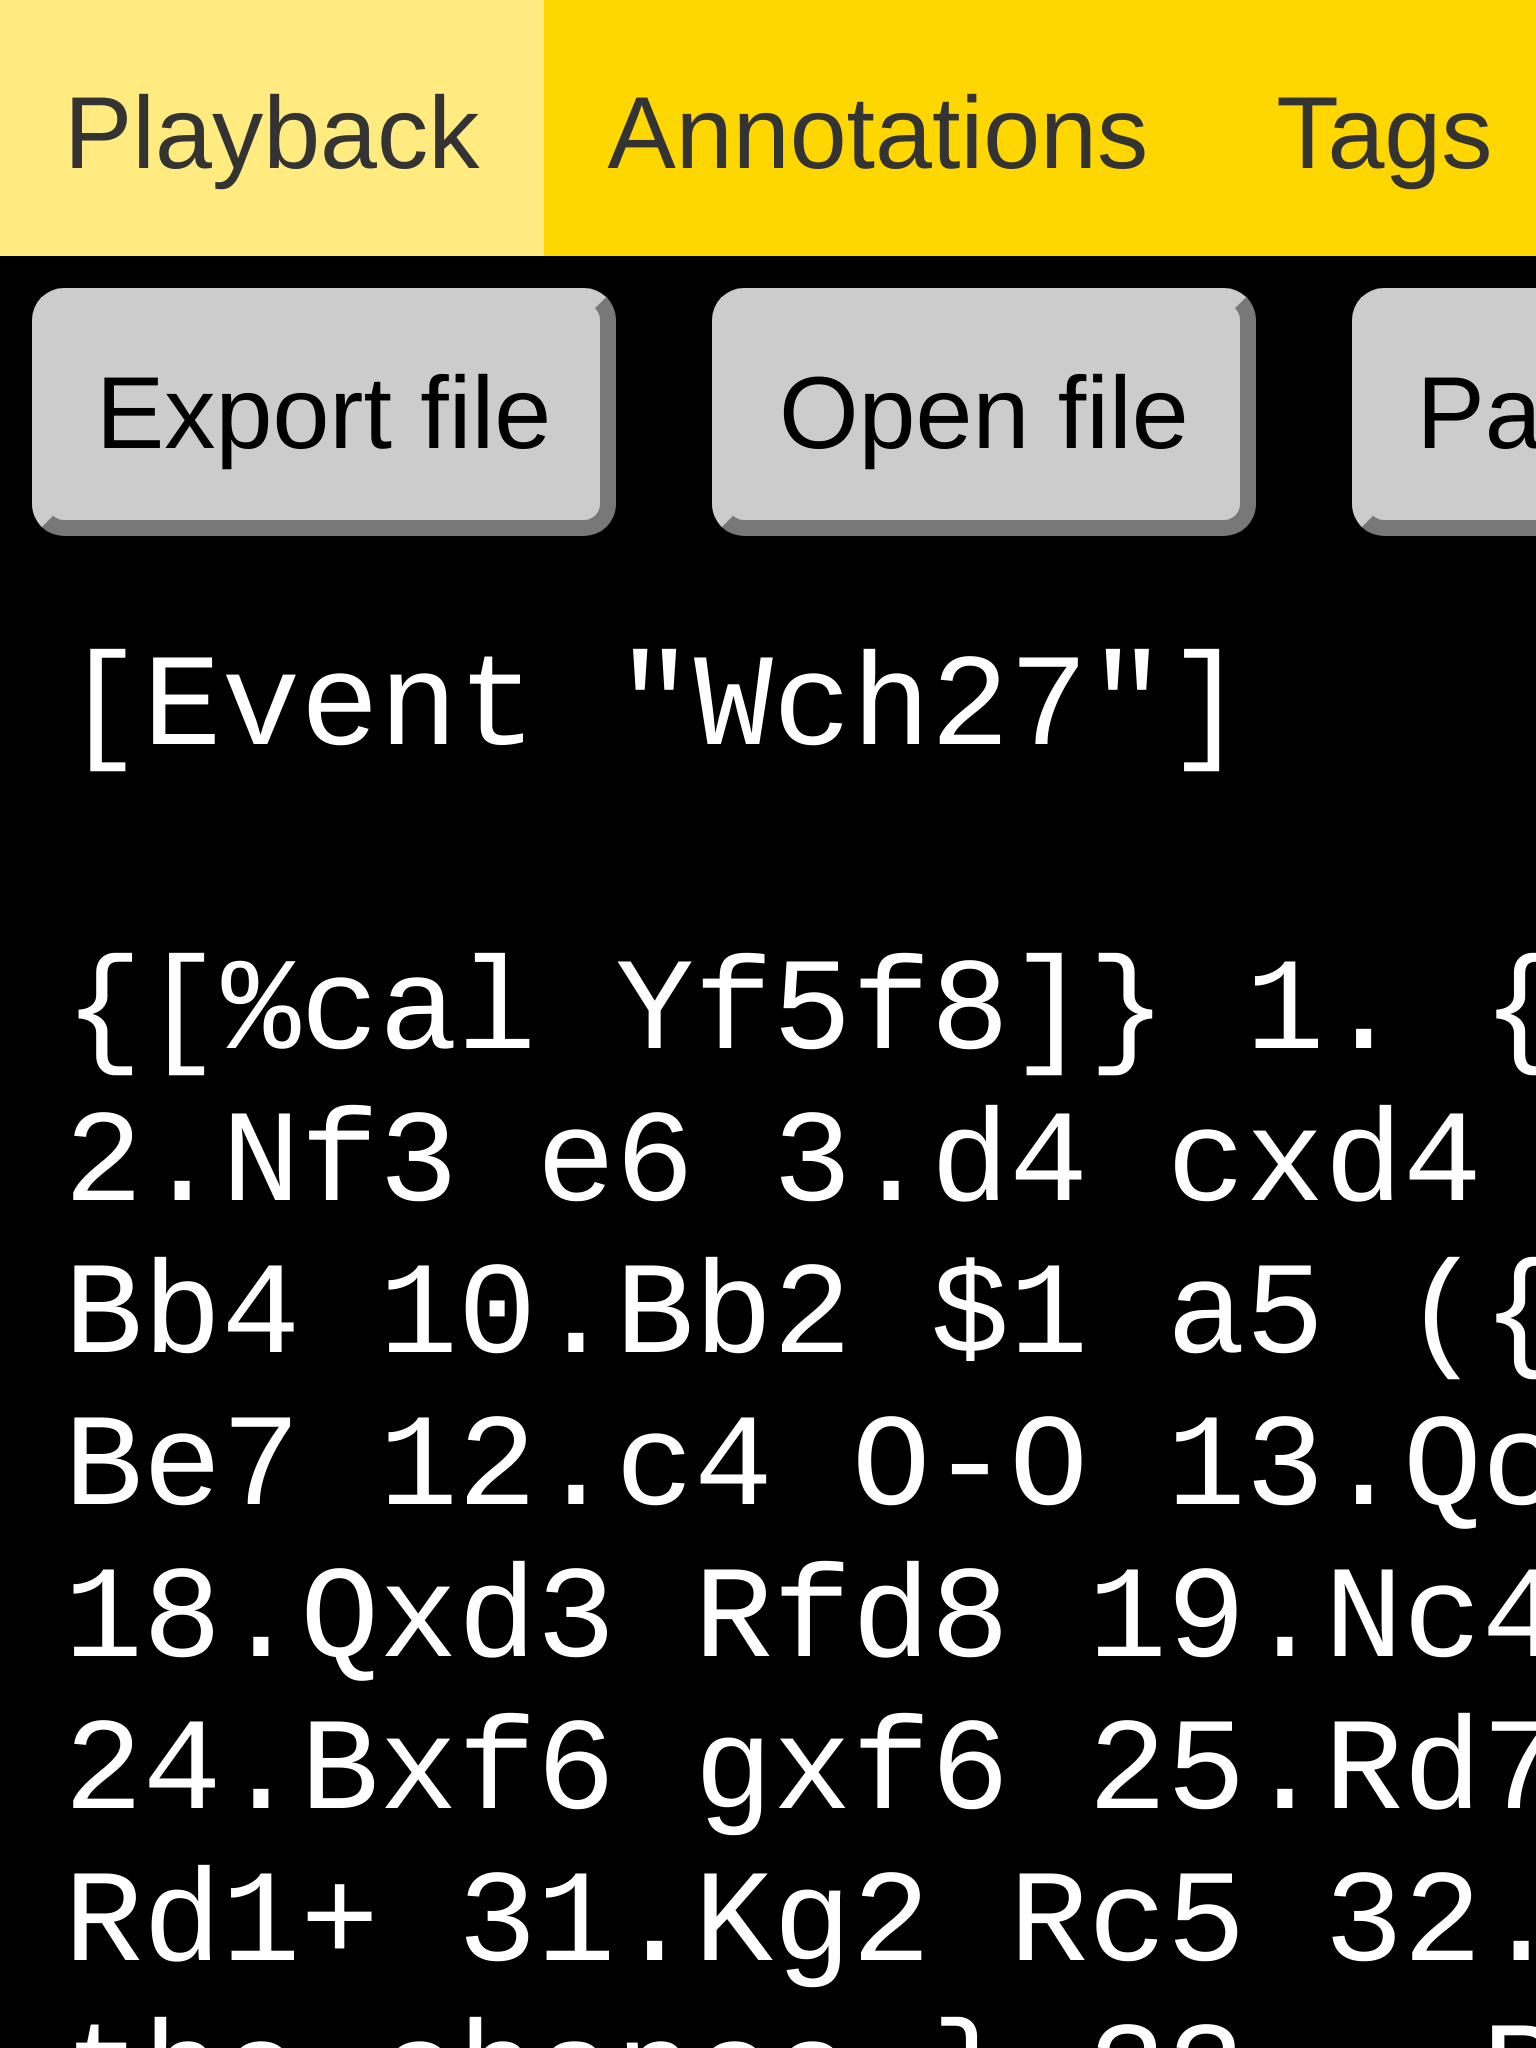 Playback Annotations Tags
Export file Open file Pa
[Event "Wch27"]
{[%cal Yf5f8]} 1. {
2.Nf3 e6 3.d4 cxd4
Bb4 10.Bb2 $1 a5 ({
Be7 12.c4 O-O 13.Qc
18.Qxd3 Rfd8 19.Nc4
24.Bxf6 gxf6 25.Rd7
Rd1+ 31.Kg2 Rc5 32.